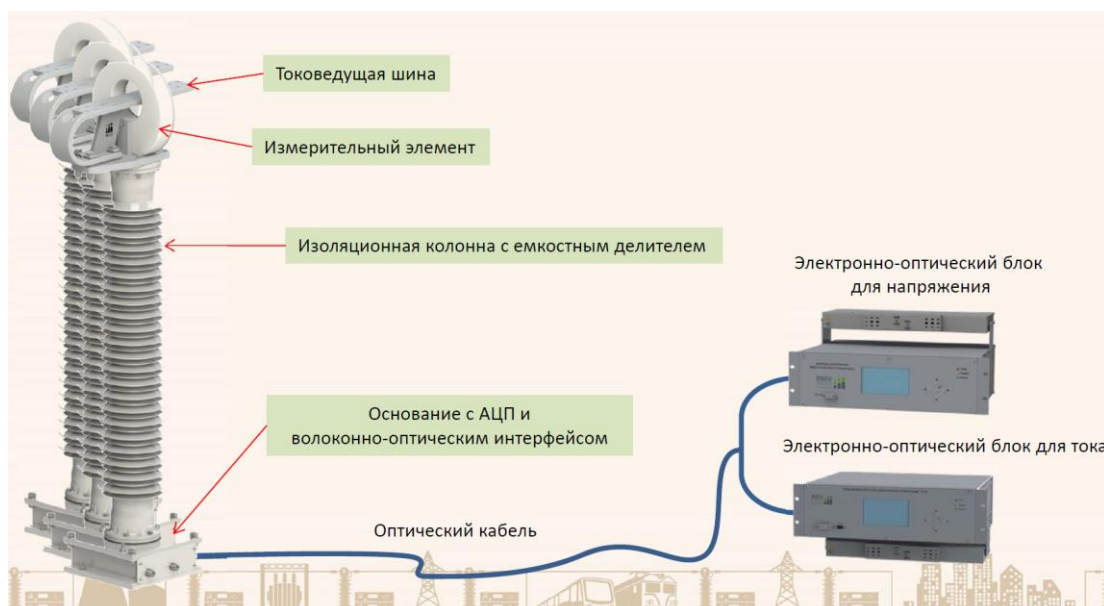 Токоведущая шина
Измерительный элемент
Изоляционная колонна с емкостным делителем
Электронно-оптический блок
для напряжения
Основание с АЦП и
волоконно-оптическим интерфейсом
Электронно-оптический блок для тока
Оптический кабель